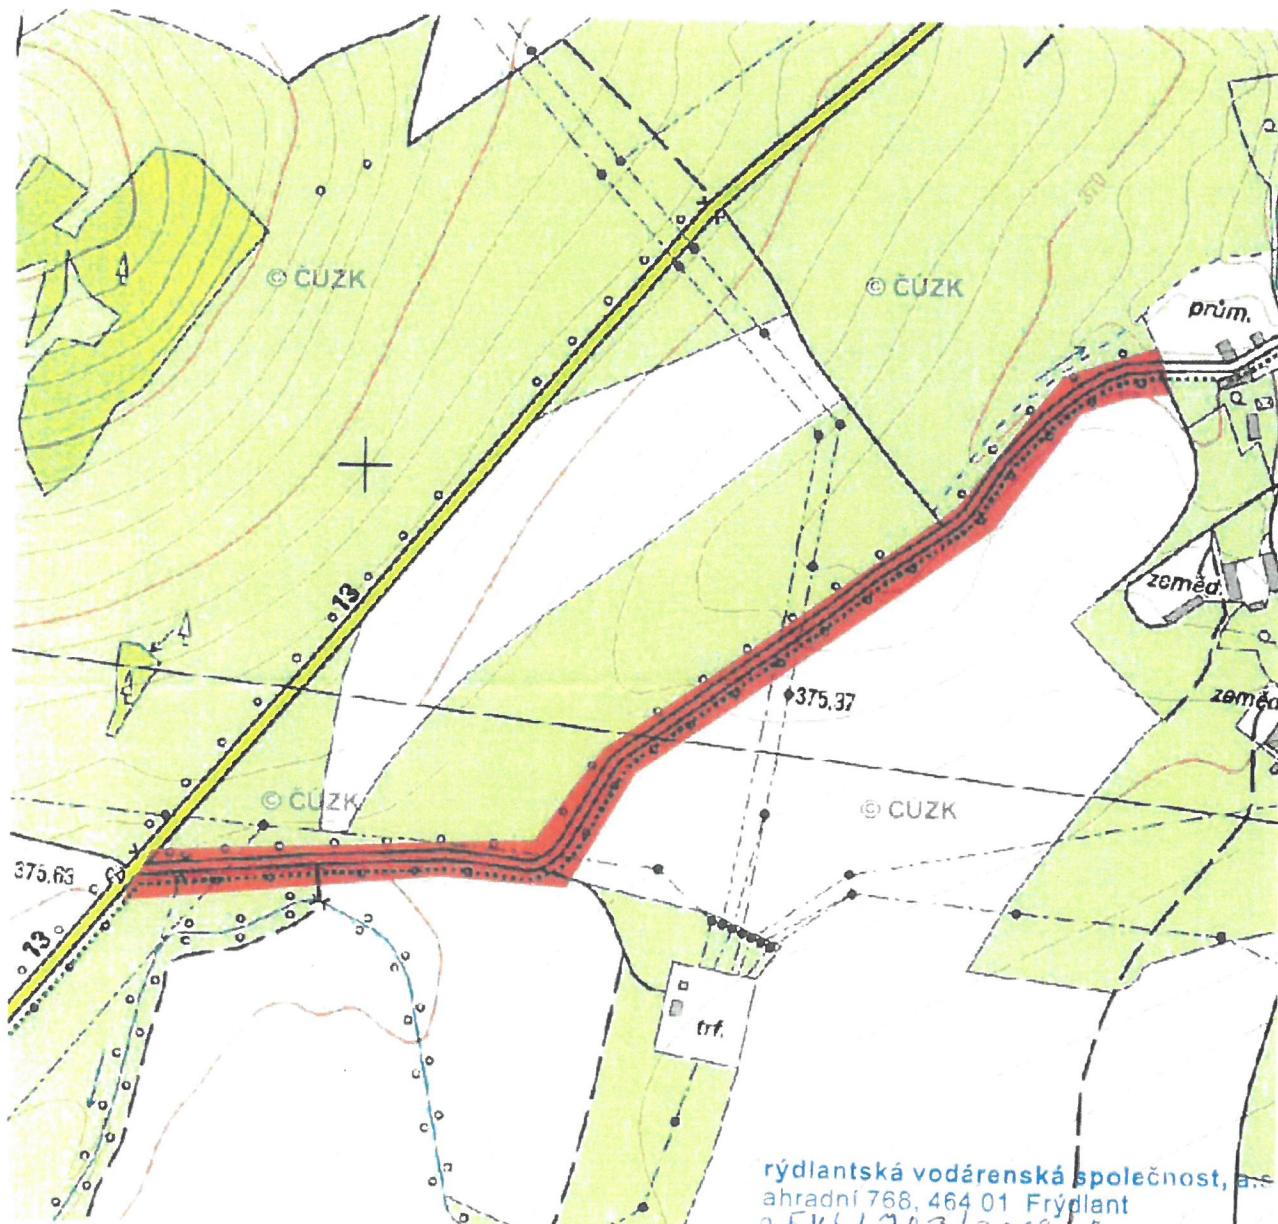 370
© ČÚZK
© ČÚZK
prům.
13
zeměd.
375.37
zeměd
© ČÚZK
© ČÚZK
375.63
13
trf.
rýdlantská vodárenská společnost, a.s
ahradní 768, 464 01 Frýdlant